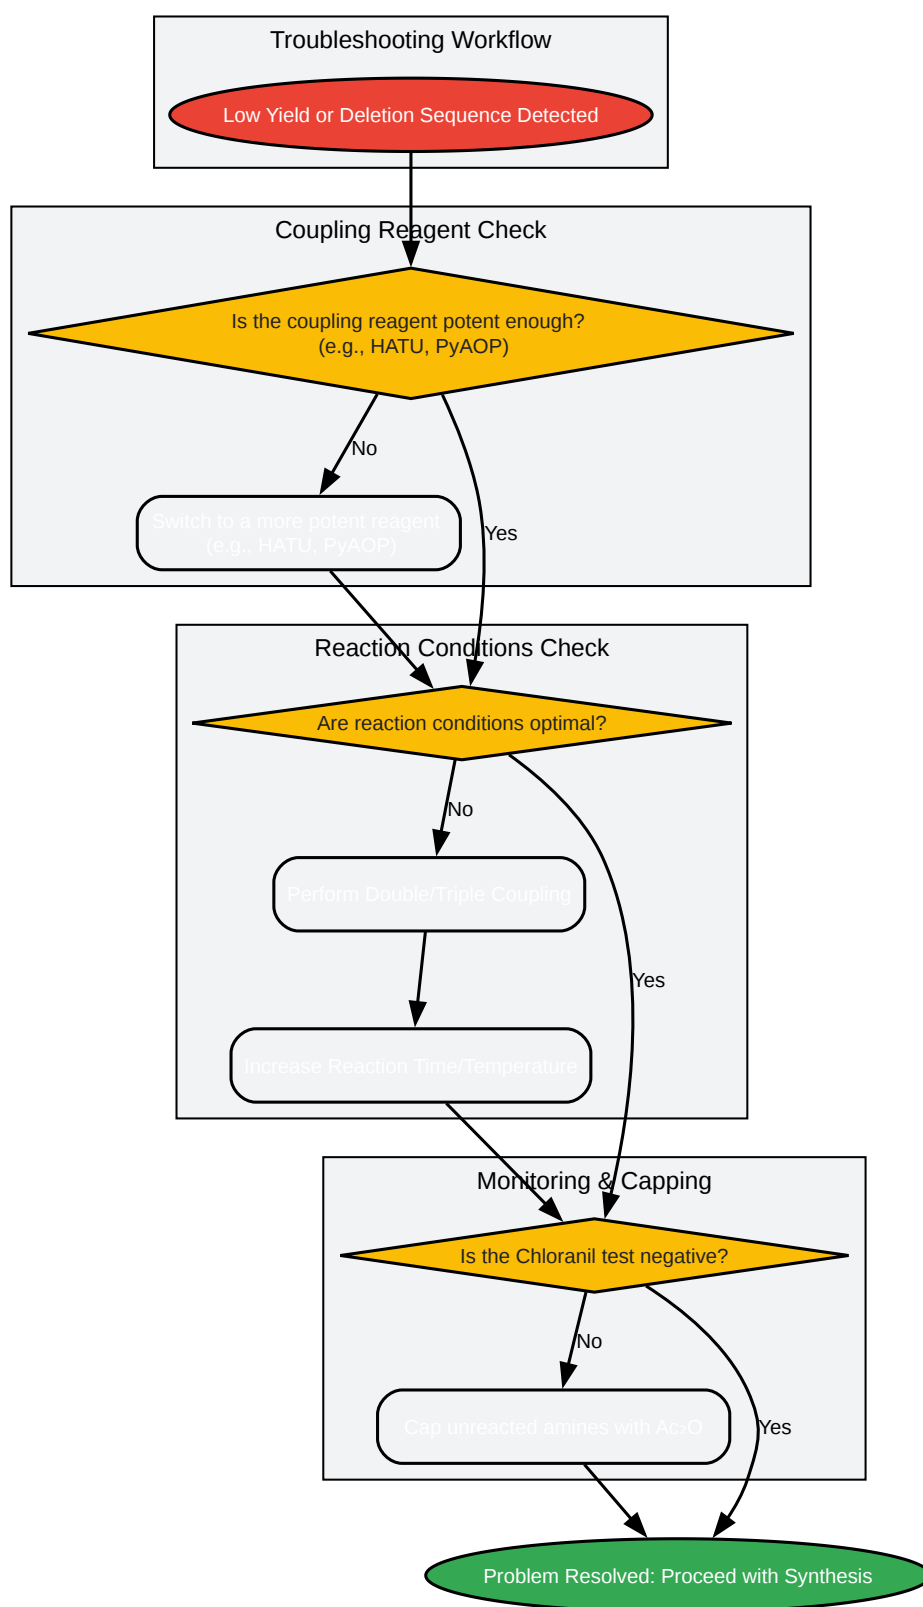 Troubleshooting Workflow
Low Yield or Deletion Sequence Detected
Coupling Reagent Check
Is the coupling reagent potent enough?
(e.g., HATU, PyAOP)
No
Switch to a more potent reagent
(e.g., HATU, PyAOP)
Yes
Reaction Conditions Check
Are reaction conditions optimal?
No
Perform Double/Triple Coupling
Yes
Increase Reaction Time/Temperature
Monitoring & Capping
Is the Chloranil test negative?
No
Cap unreacted amines with Ac₂O
Yes
Problem Resolved: Proceed with Synthesis